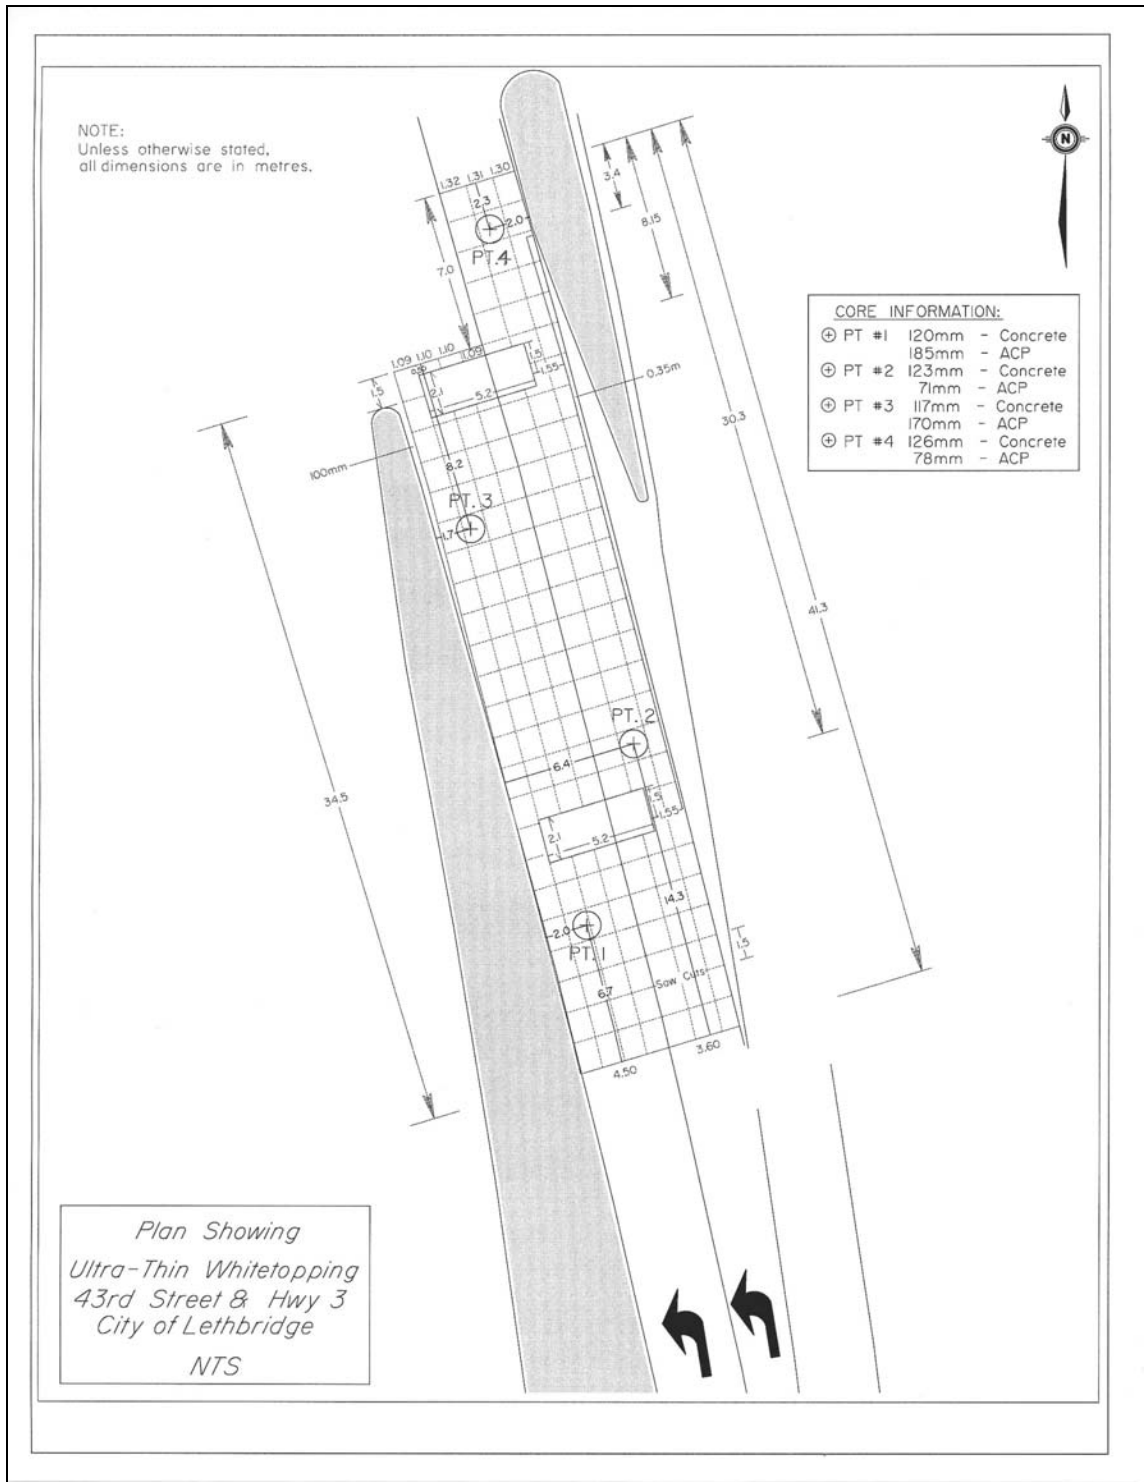 NOTE:
Unless otherwise stated,
all dimensions are in metres.
N
1.32 1.31 1.30
2.3
2.0
PT.4
7.0
3.4
8.15
30.3
41.3
CORE INFORMATION:
PT #1 120mm - Concrete
185mm - ACP
PT #2 123mm - Concrete
71mm - ACP
PT #3 117mm - Concrete
170mm - ACP
PT #4 126mm - Concrete
78mm - ACP
1.09 1.10 1.10 1.09
1.5
2.1
5.2
1.5
1.55
0.35m
100mm
8.2
PT. 3
1.7
34.5
PT. 2
6.4
2.1
5.2
1.5
1.55
14.3
2.0
PT. 1
6.7
Saw Cuts
1.5
4.50
3.60
Plan Showing
Ultra-Thin Whitetopping
43rd Street & Hwy 3
City of Lethbridge
NTS